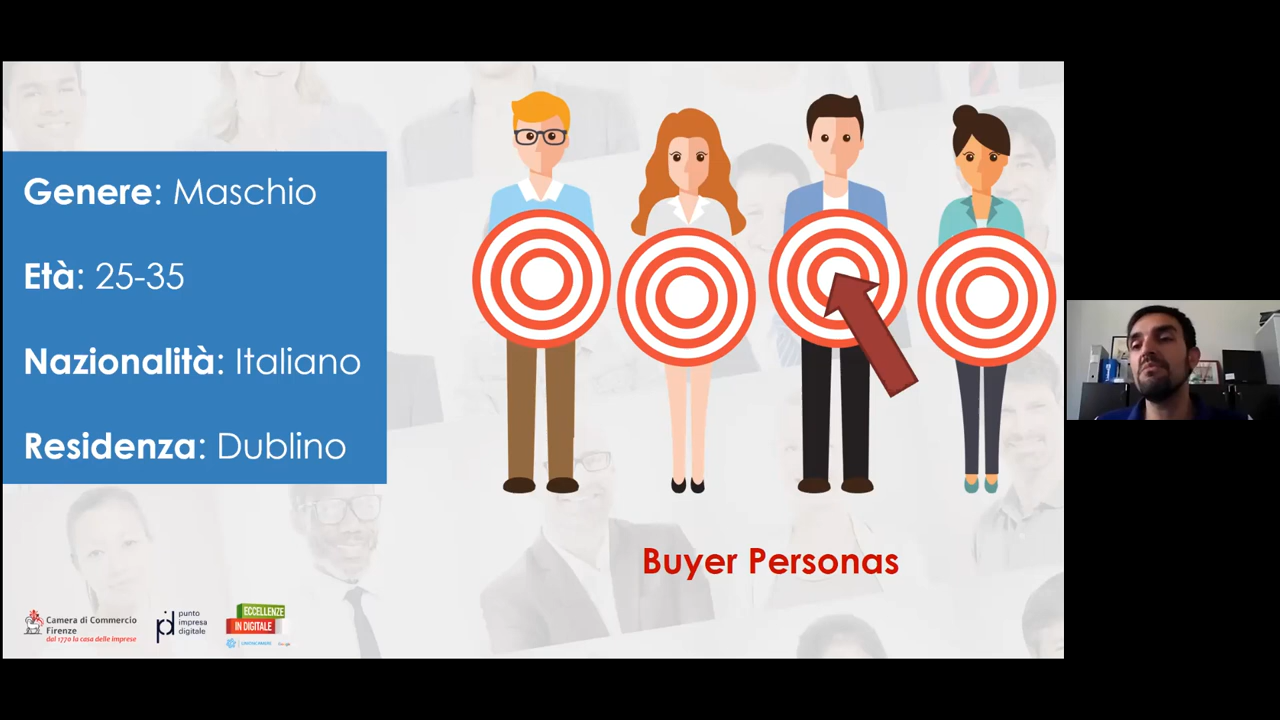 Genere: Maschio
Età: 25-35
Nazionalità: Italiano
Residenza: Dublino
Buyer Personas
Camera di Commercio
Firenze
dal 1770 la casa delle imprese
punto
impresa
digitale
ECCELLENZE
IN DIGITALE